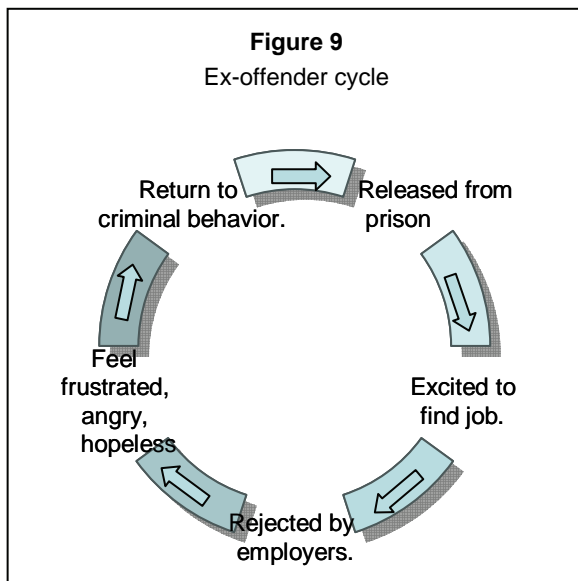 Figure 9
Ex-offender cycle
Released from
prison
Excited to
find job.
Rejected by
employers.
Feel
frustrated,
angry,
hopeless
Return to
criminal behavior.